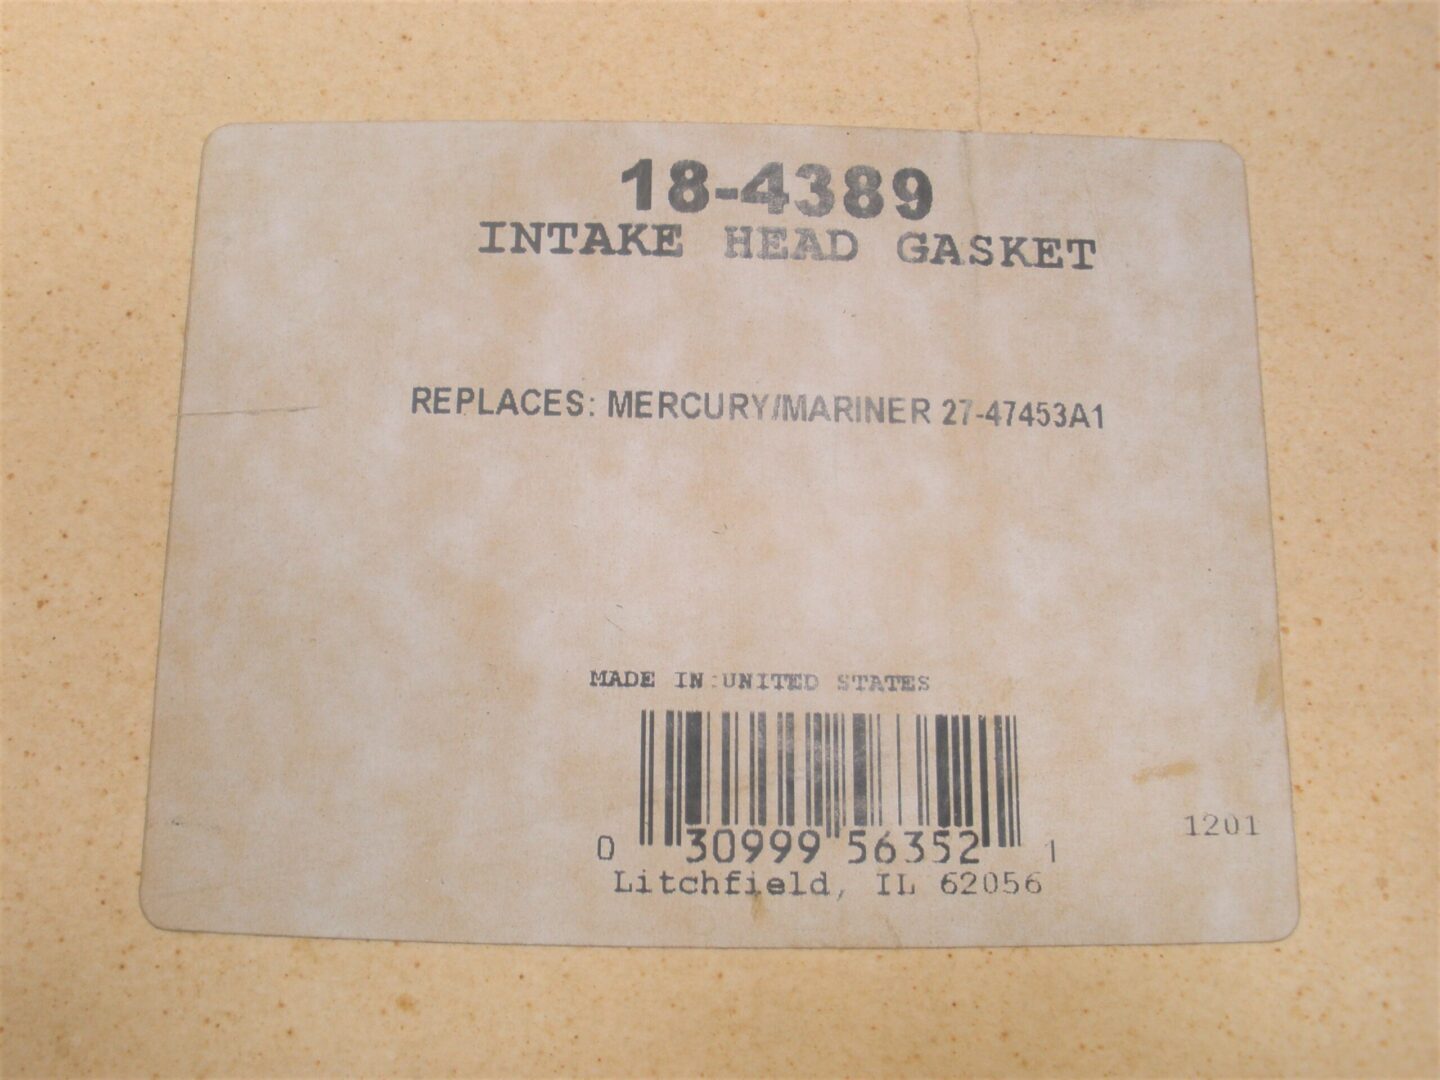 18-4389
INTAKE HEAD GASKET
REPLACES: MERCURY/MARINER 27-47453A1
MADE IN:UNITED STATES
0 30999 56352 1
Litchfield, IL 62056
1201